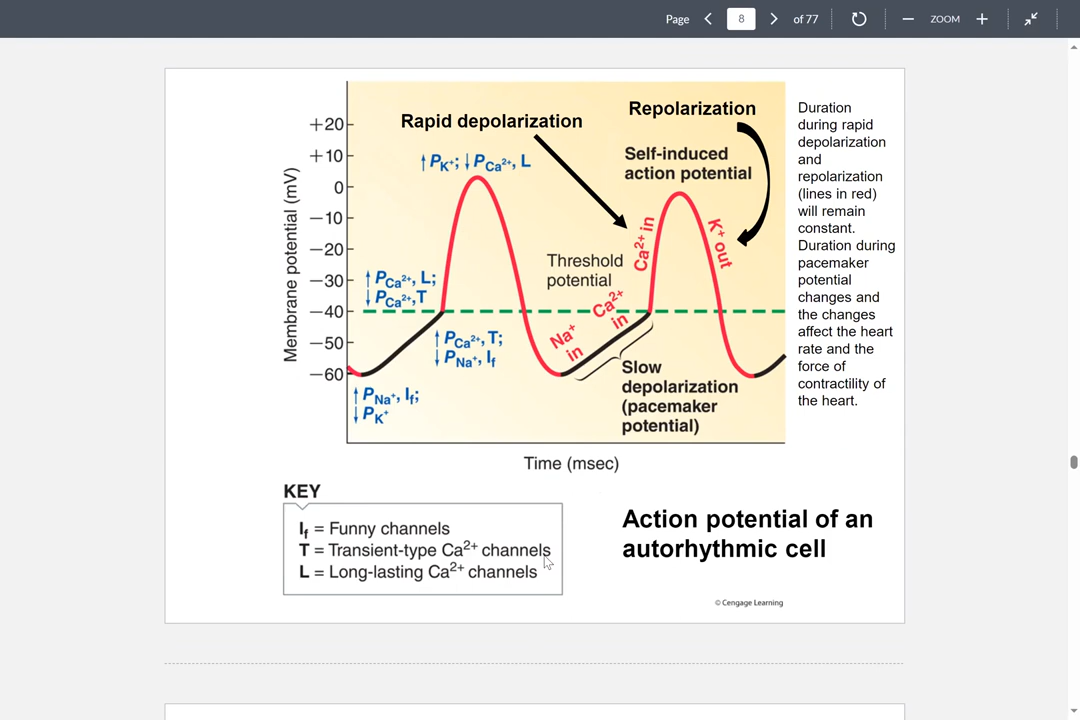 Page
8
of 77
ZOOM
Membrane potential (mV)
+20
+10
0
−10
−20
−30
−40
−50
−60
Rapid depolarization
Repolarization
↑PK+; ↓PCa2+, L
Self-induced
action potential
Ca2+ in
K+ out
Threshold
potential
↑PCa2+, L;
↓PCa2+,T
Ca2+
in
Na+
in
↑PCa2+, T;
↓PNa+, If
Slow
depolarization
(pacemaker
potential)
↑PNa+, If;
↓PK+
Time (msec)
Duration
during rapid
depolarization
and
repolarization
(lines in red)
will remain
constant.
Duration during
pacemaker
potential
changes and
the changes
affect the heart
rate and the
force of
contractility of
the heart.
KEY
If = Funny channels
T = Transient-type Ca2+ channels
L = Long-lasting Ca2+ channels
Action potential of an
autorhythmic cell
© Cengage Learning